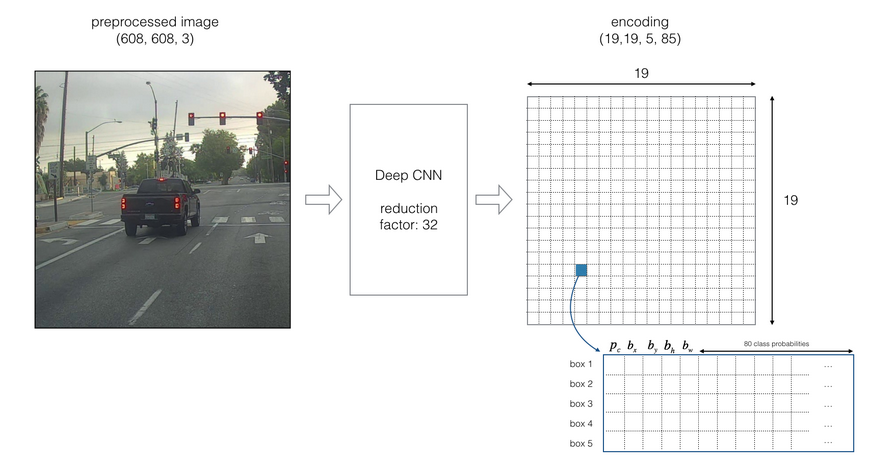 preprocessed image
(608, 608, 3)
Deep CNN
reduction
factor: 32
encoding
(19,19, 5, 85)
19
19
p_c b_x b_y b_h b_w
80 class probabilities
box 1 ...
box 2 ...
box 3 ...
box 4 ...
box 5 ...